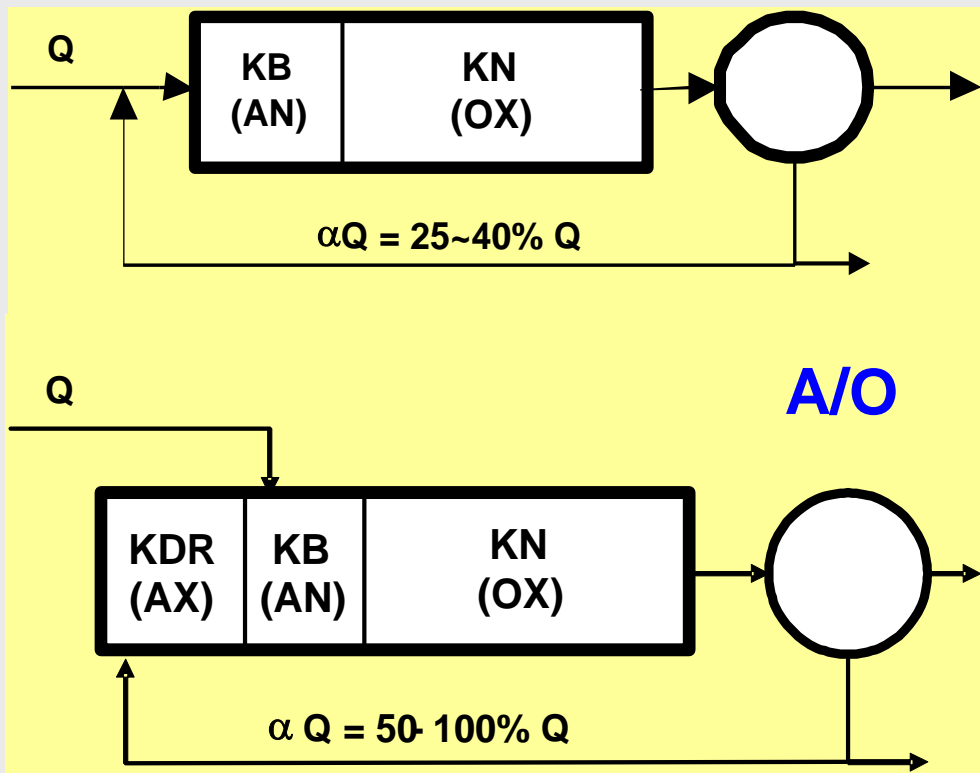 Q
KB
(AN)
KN
(OX)
αQ = 25~40% Q
A/O
Q
KDR
(AX)
KB
(AN)
KN
(OX)
α Q = 50- 100% Q